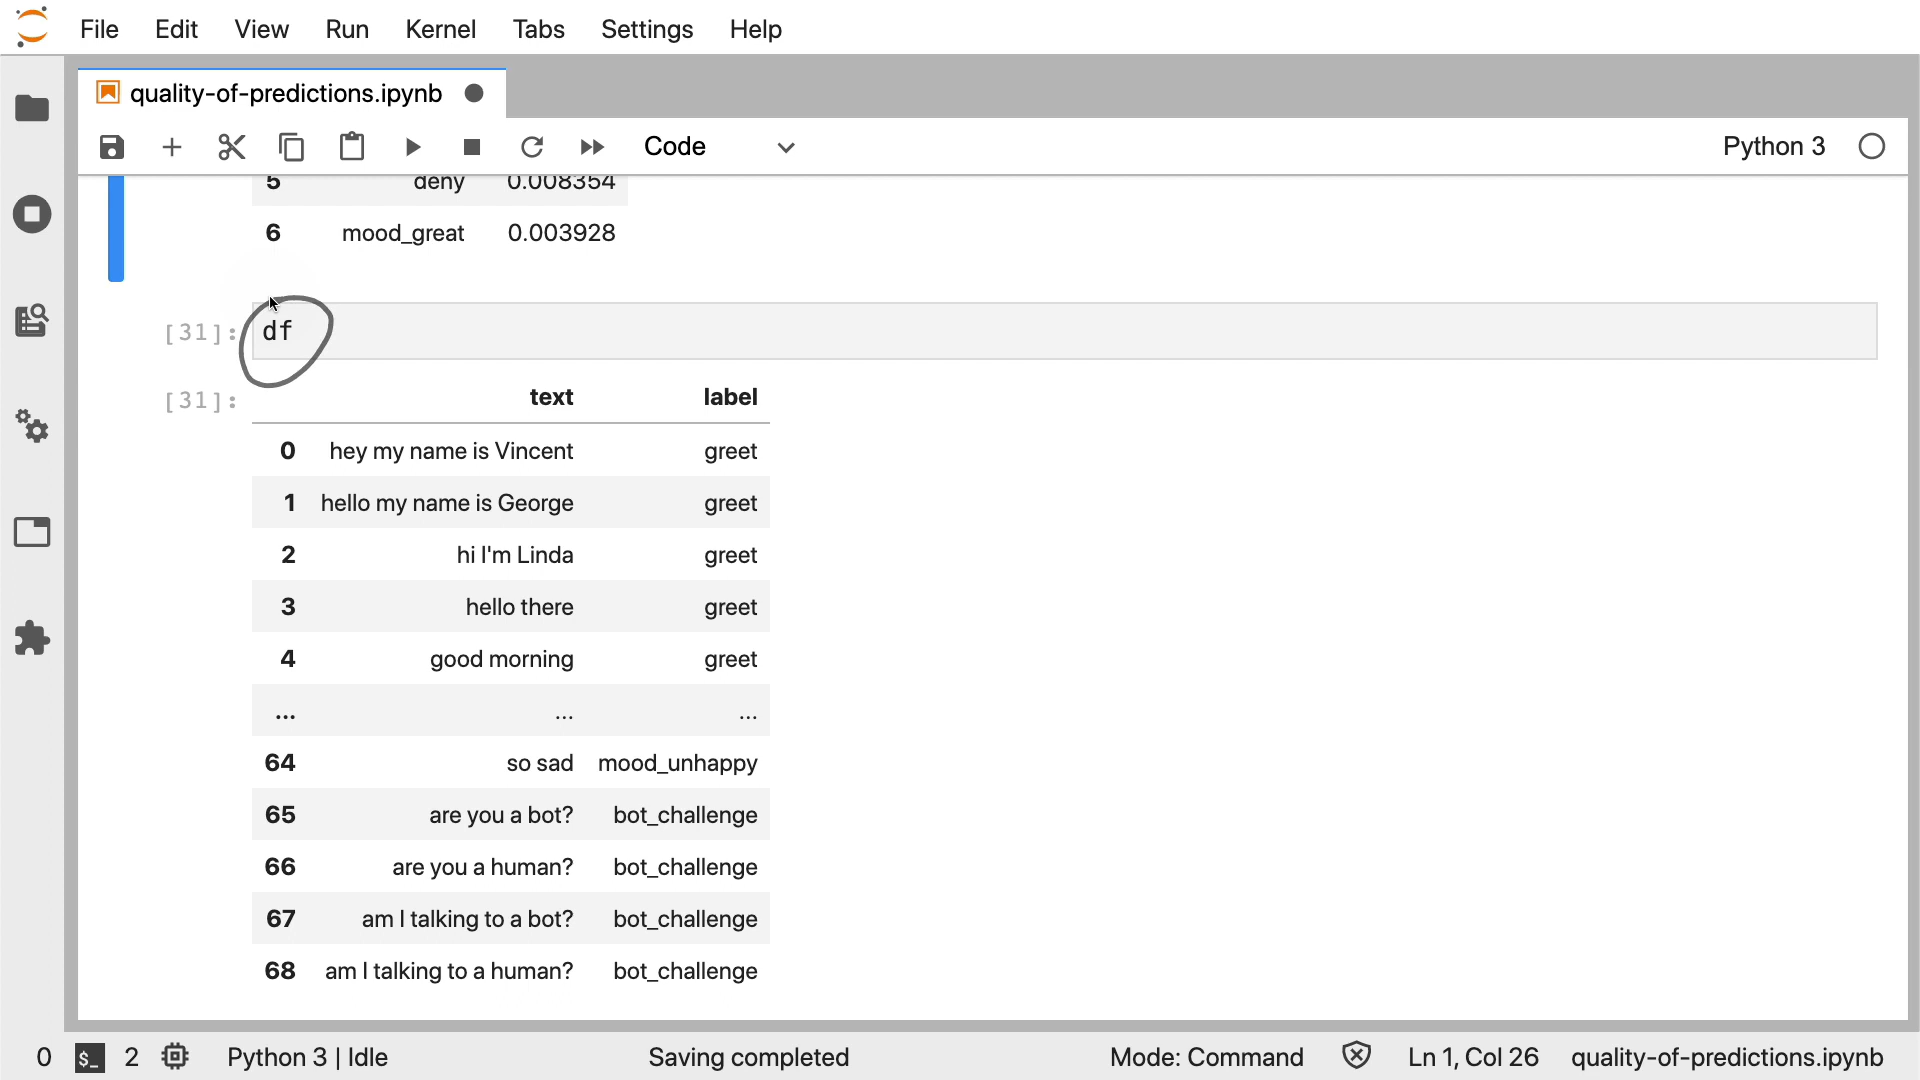 File Edit View Run Kernel Tabs Settings Help
quality-of-predictions.ipynb
Code Python 3
5 deny 0.008354
6 mood_great 0.003928
[31]: df
[31]: text label
0 hey my name is Vincent greet
1 hello my name is George greet
2 hi I'm Linda greet
3 hello there greet
4 good morning greet
... ... ...
64 so sad mood_unhappy
65 are you a bot? bot_challenge
66 are you a human? bot_challenge
67 am I talking to a bot? bot_challenge
68 am I talking to a human? bot_challenge
0 $_ 2 Python 3 | Idle Saving completed Mode: Command Ln 1, Col 26 quality-of-predictions.ipynb